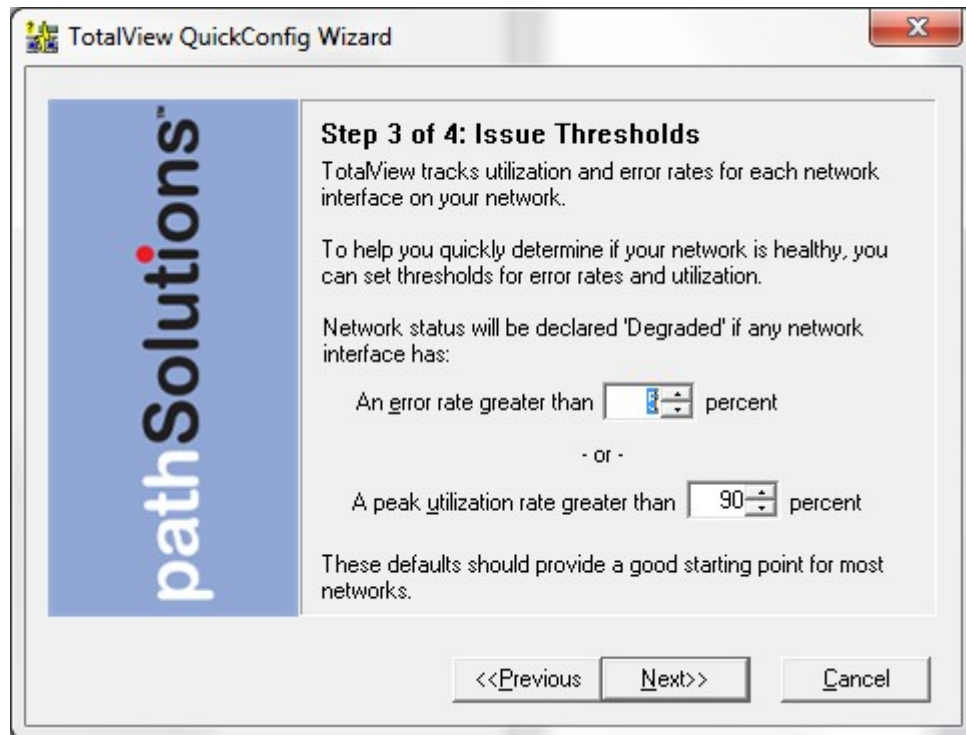 TotalView QuickConfig Wizard
pathSolutions™
Step 3 of 4: Issue Thresholds
TotalView tracks utilization and error rates for each network
interface on your network.
To help you quickly determine if your network is healthy, you
can set thresholds for error rates and utilization.
Network status will be declared 'Degraded' if any network
interface has:
An error rate greater than percent
- or -
A peak utilization rate greater than 90 percent
These defaults should provide a good starting point for most
networks.
<<Previous Next>> Cancel